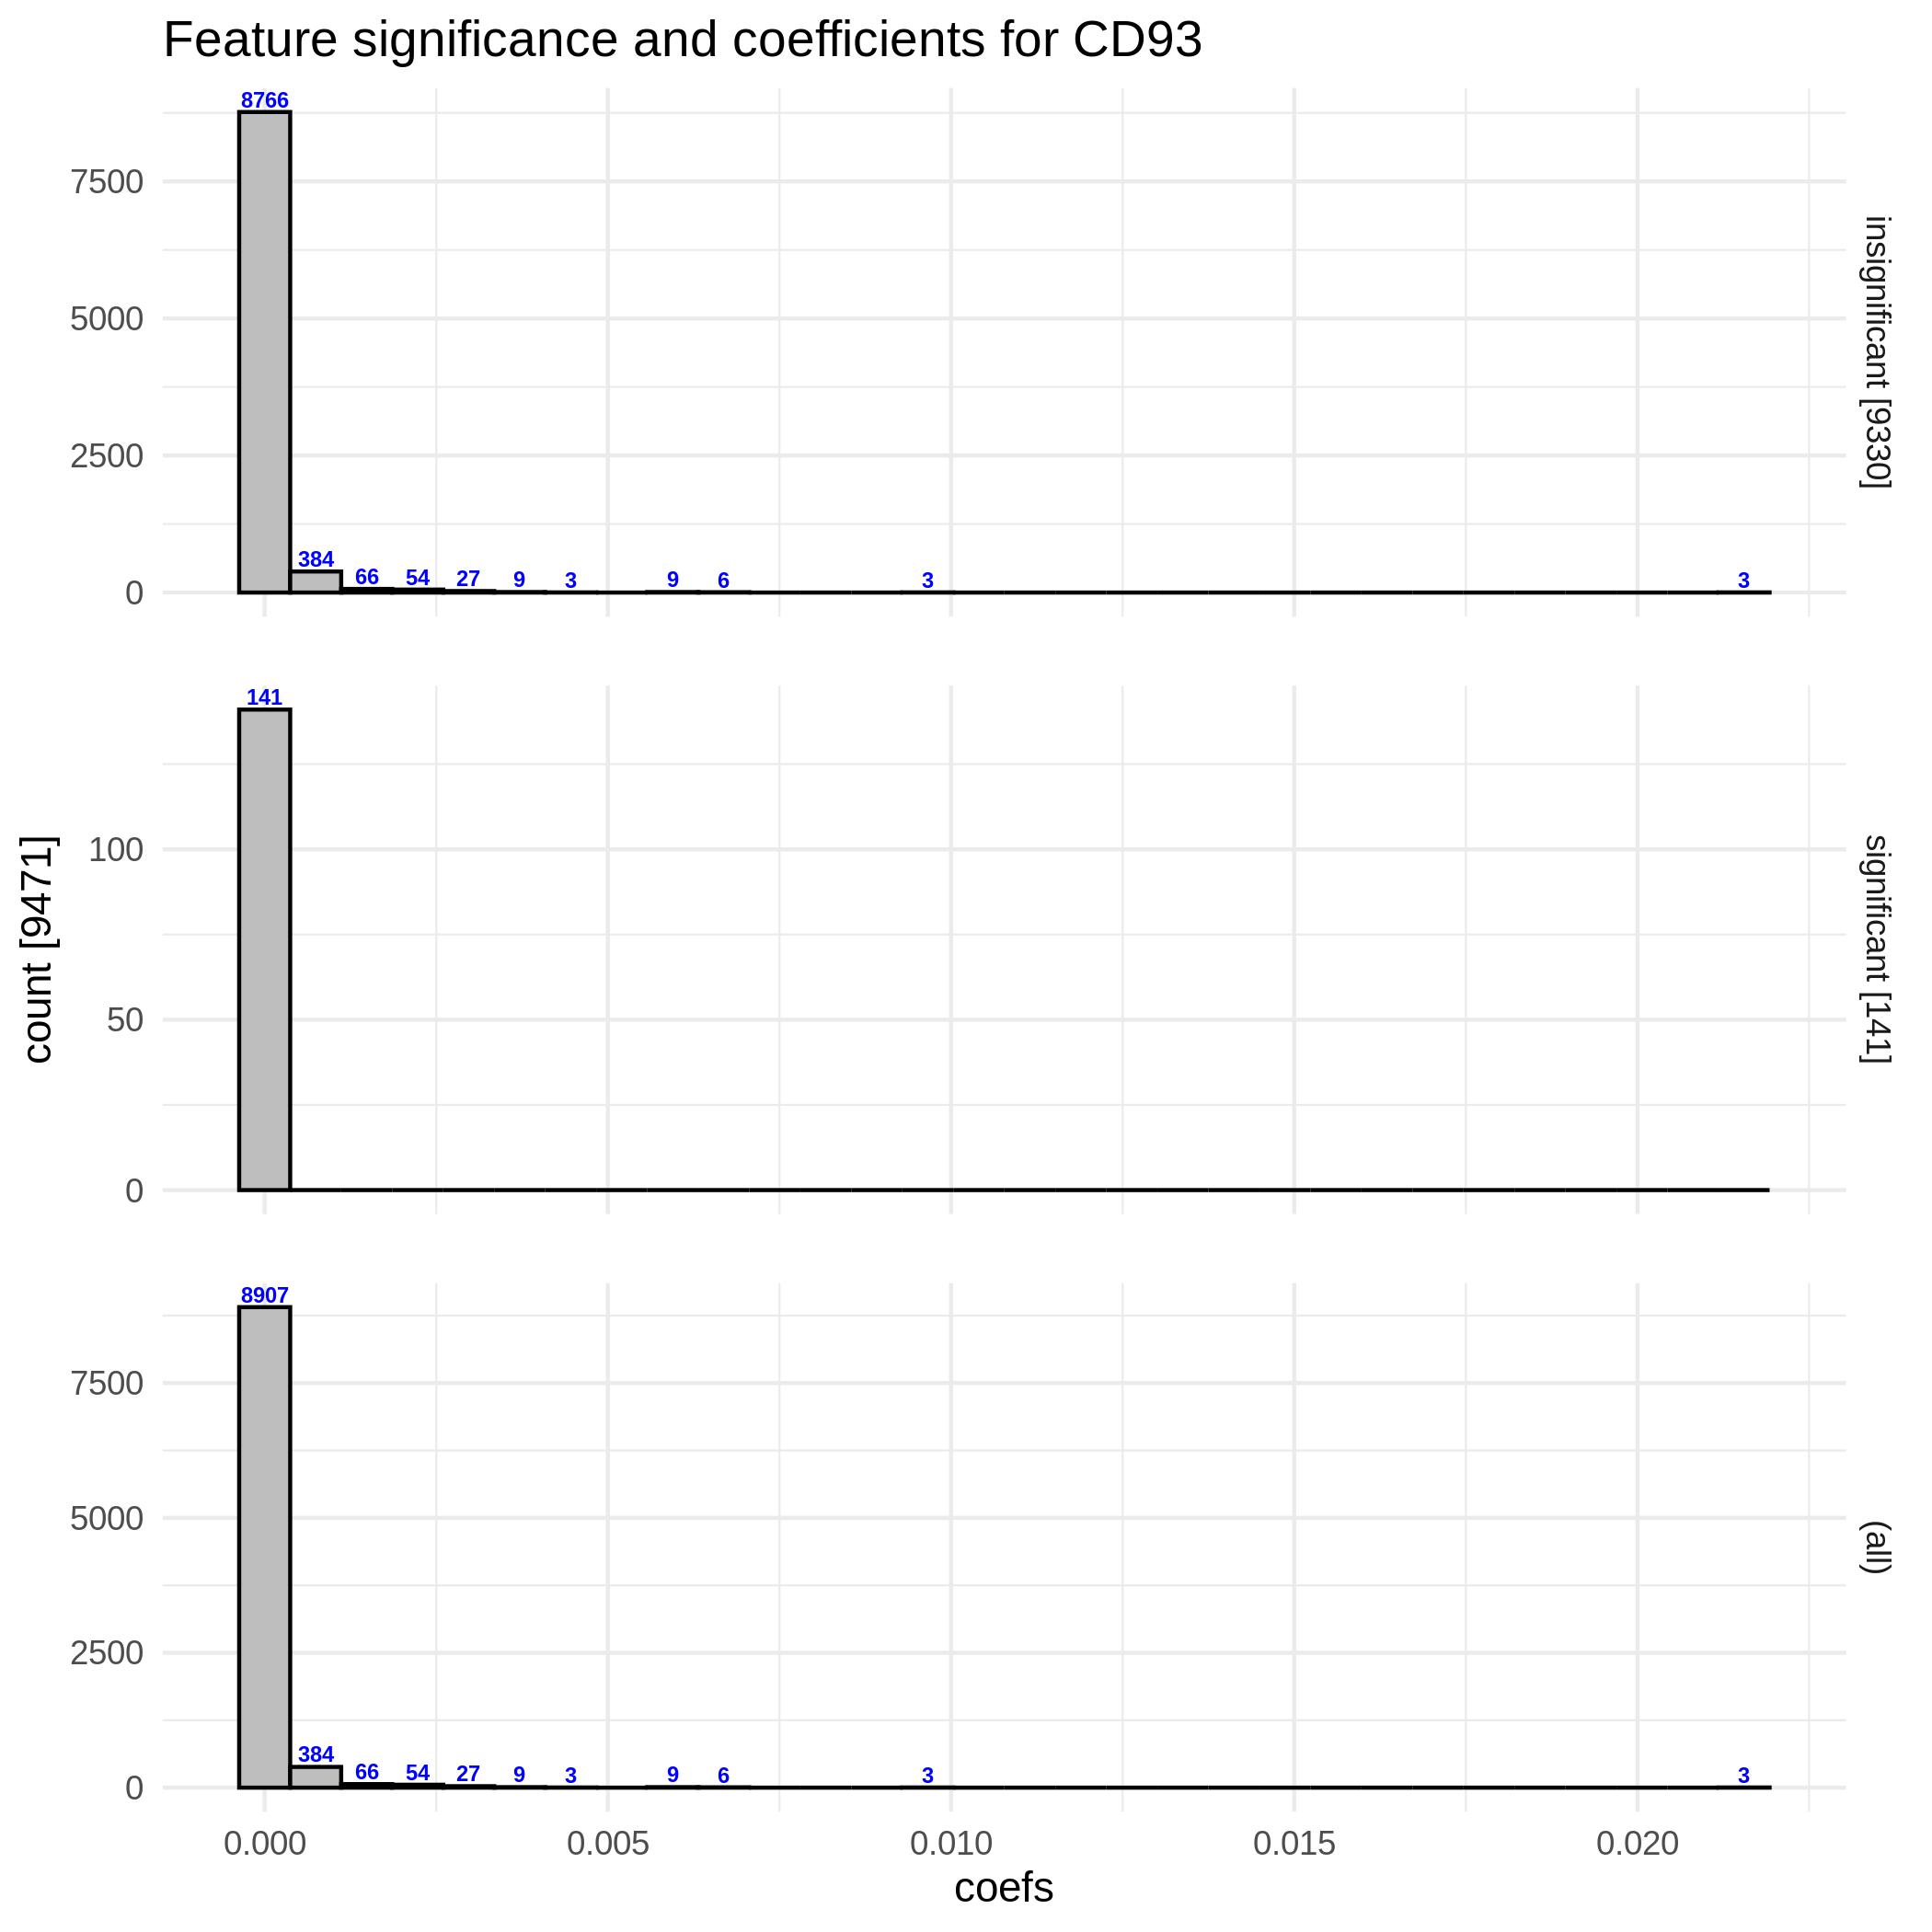 Feature significance and coefficients for CD93
8766
7500
5000
2500
384
66 54 27 9 3 9 6 3 3
0
insignificant [9330]
141
100
50
0
count [9471]
significant [141]
8907
7500
5000
2500
384
66 54 27 9 3 9 6 3 3
0
(all)
0.000 0.005 0.010 0.015 0.020
coefs